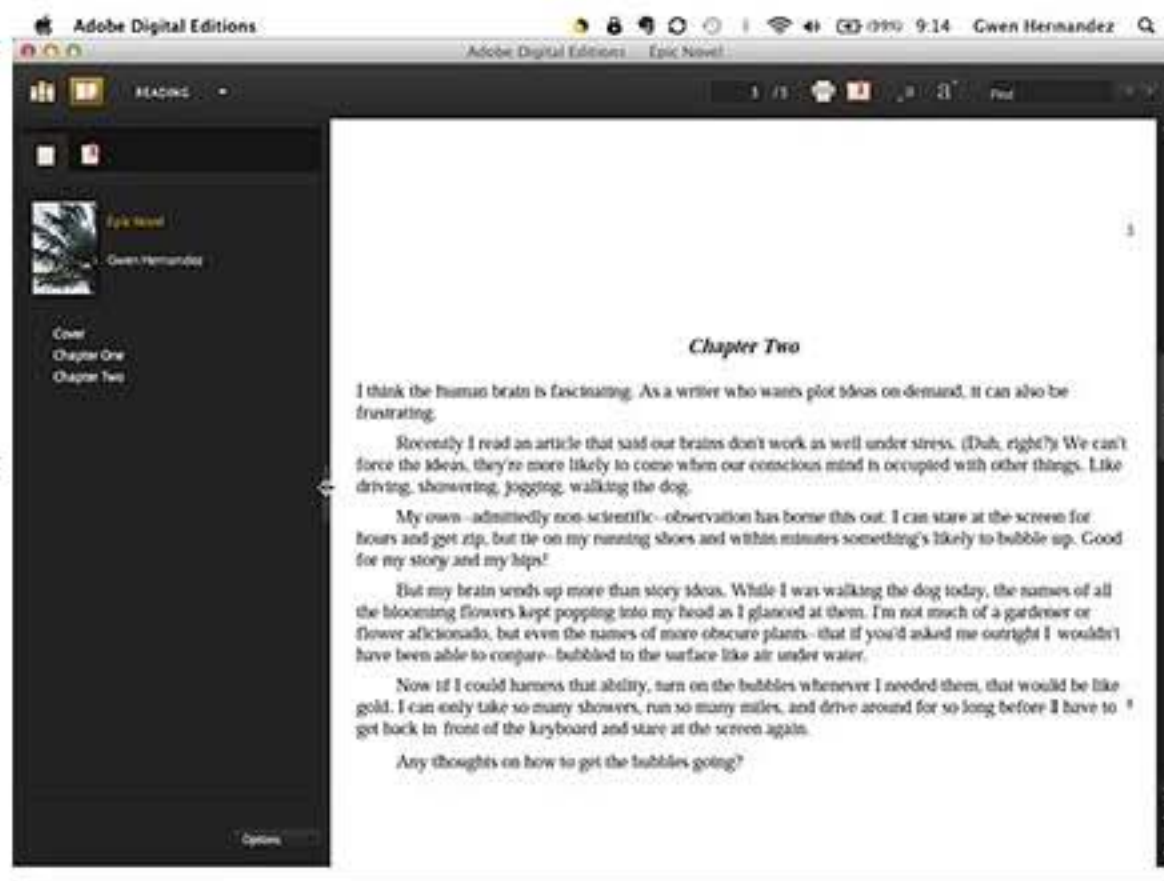 Adobe Digital Editions
(99%) 9:14 Gwen Hernandez
Adobe Digital Editions Epic Novel
READING
/3
a
Find
Epic Novel
Gwen Hernandez
Cover
Chapter One
Chapter Two
3
Chapter Two
I think the human brain is fascinating. As a writer who wants plot ideas on demand, it can also be
frustrating.
Recently I read an article that said our brains don't work as well under stress. (Duh, right?) We can't
force the ideas, they're more likely to come when our conscious mind is occupied with other things. Like
driving, showering, jogging, walking the dog.
My own--admittedly non-scientific--observation has borne this out. I can stare at the screen for
hours and get zip, but tie on my running shoes and within minutes something's likely to bubble up. Good
for my story and my hips!
But my brain sends up more than story ideas. While I was walking the dog today, the names of all
the blooming flowers kept popping into my head as I glanced at them. I'm not much of a gardener or
flower aficionado, but even the names of more obscure plants--that if you'd asked me outright I wouldn't
have been able to conjure--bubbled to the surface like air under water.
Now if I could harness that ability, turn on the bubbles whenever I needed them, that would be like
gold. I can only take so many showers, run so many miles, and drive around for so long before I have to
get back in front of the keyboard and stare at the screen again.
Any thoughts on how to get the bubbles going?
Options